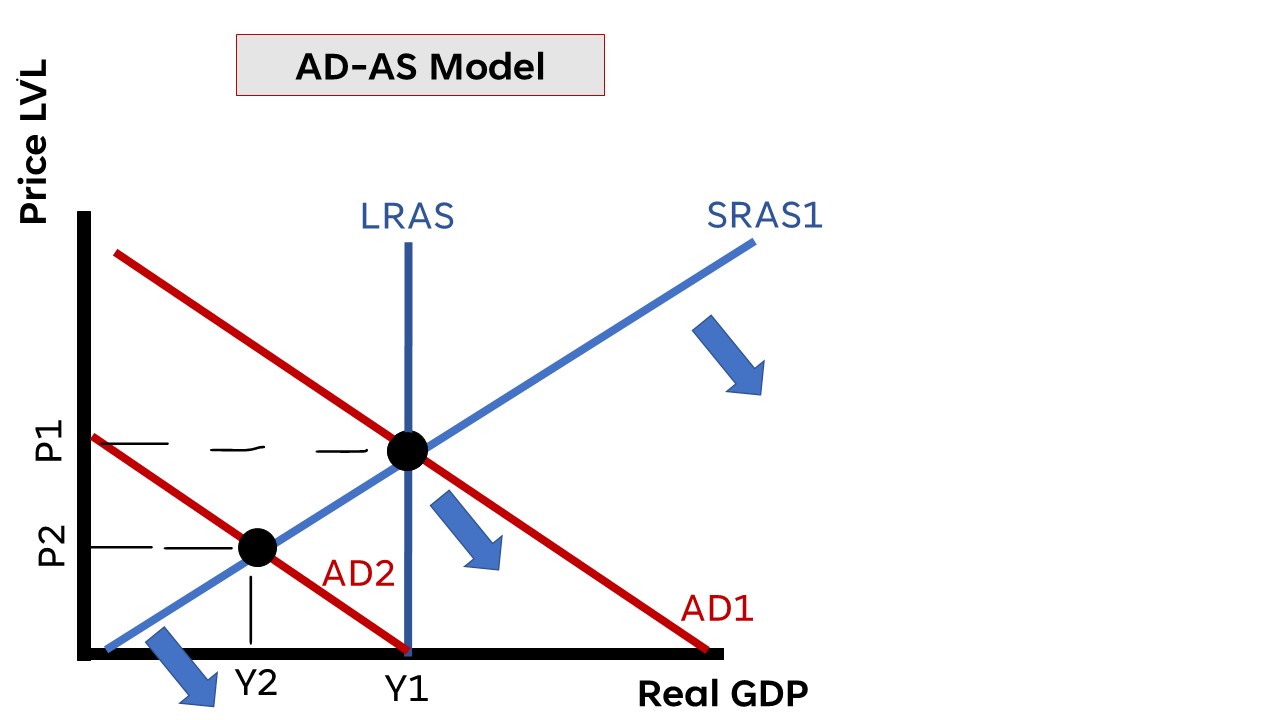 AD-AS Model
Price LVL
LRAS
SRAS1
P1
P2
AD2
AD1
Y2
Y1
Real GDP